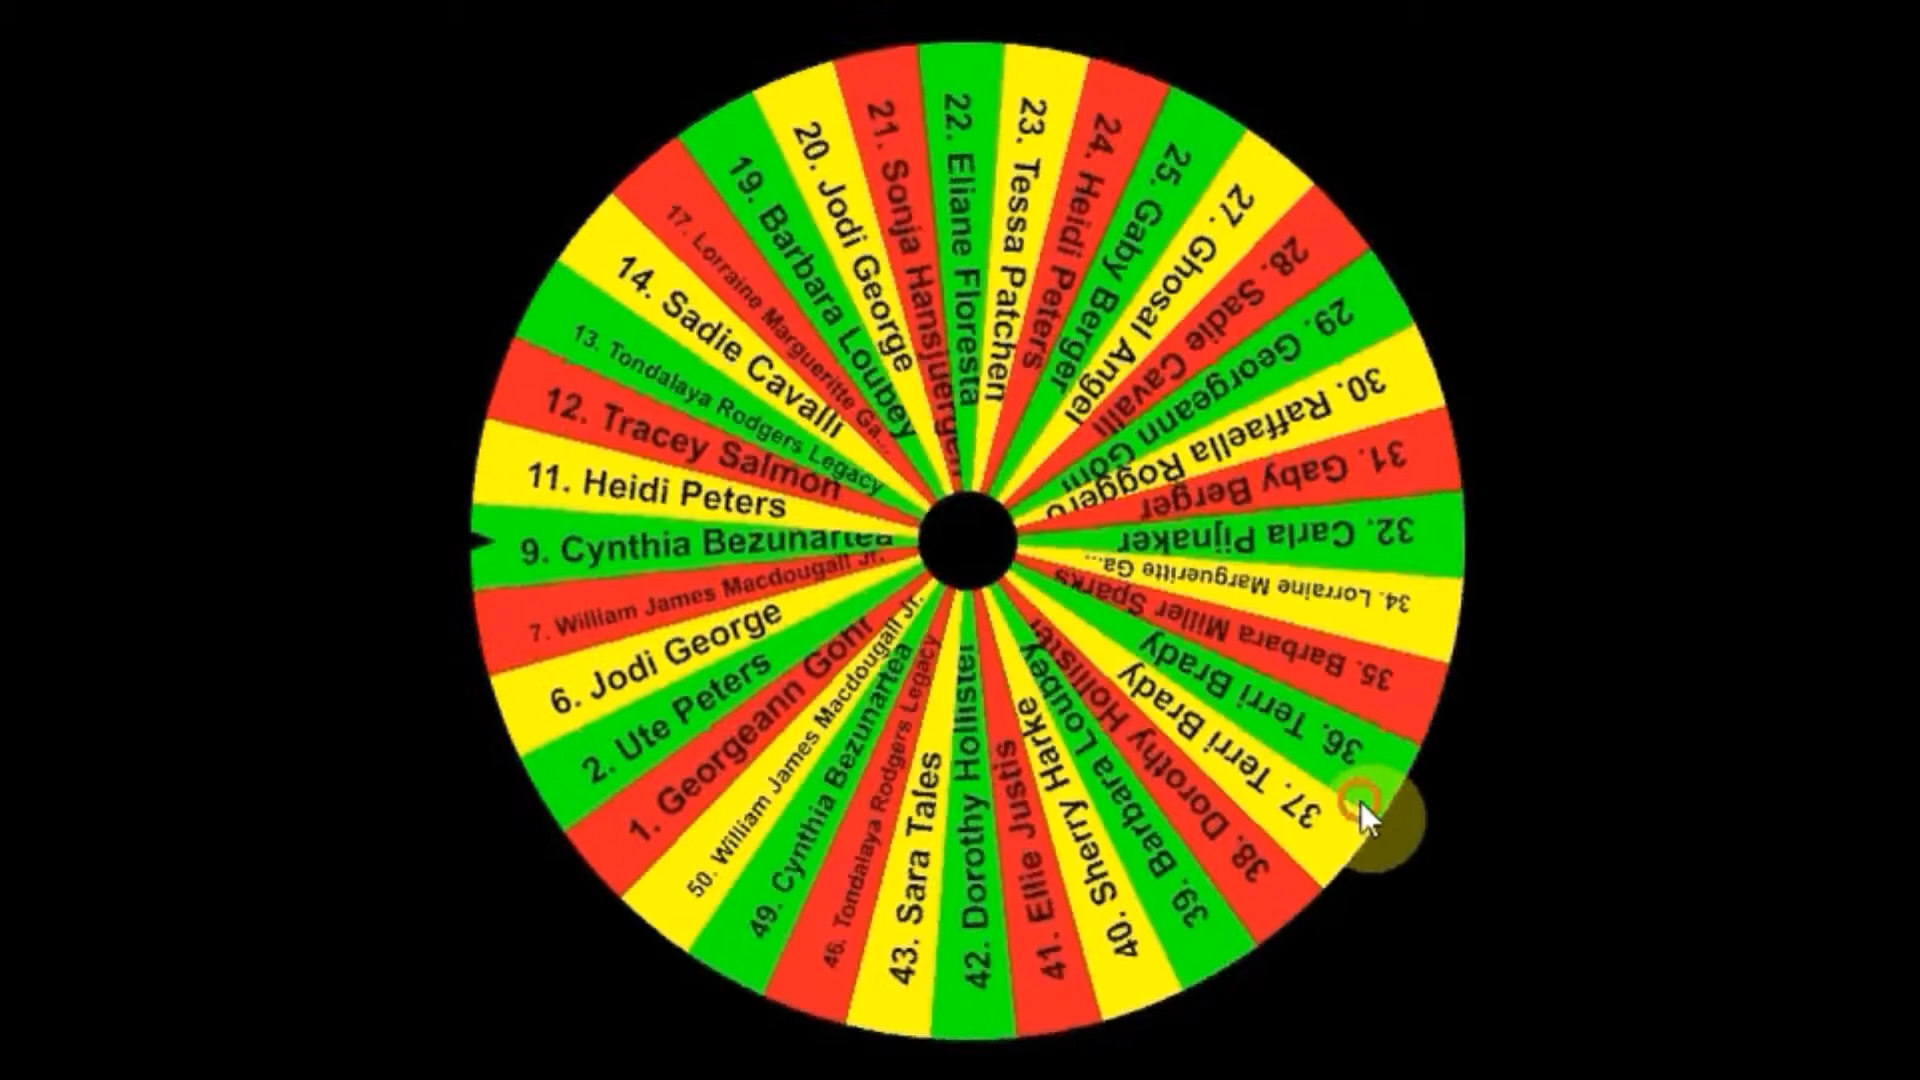 1. Georgeann Gohr
2. Ute Peters
6. Jodi George
7. William James Macdougall Jr.
9. Cynthia Bezunartea
11. Heidi Peters
12. Tracey Salmon
13. Tondalaya Rodgers Legacy
14. Sadie Cavalli
17. Lorraine Margueritte Ga...
19. Barbara Loubey
20. Jodi George
21. Sonja Hansjuergen
22. Eliane Floresta
23. Tessa Patchen
24. Heidi Peters
25. Gaby Berger
27. Ghosal Angel
28. Sadie Cavalli
29. Georgeann Gohr
30. Raffaella Roggero
31. Gaby Berger
32. Carla Pijnaker
34. Lorraine Margueritte Ga...
35. Barbara Miller Sparks
36. Terri Brady
37. Terri Brady
38. Dorothy Hollister
39. Barbara Loubey
40. Sherry Harke
41. Ellie Justis
42. Dorothy Hollister
43. Sara Tales
46. Tondalaya Rodgers Legacy
49. Cynthia Bezunartea
50. William James Macdougall Jr.